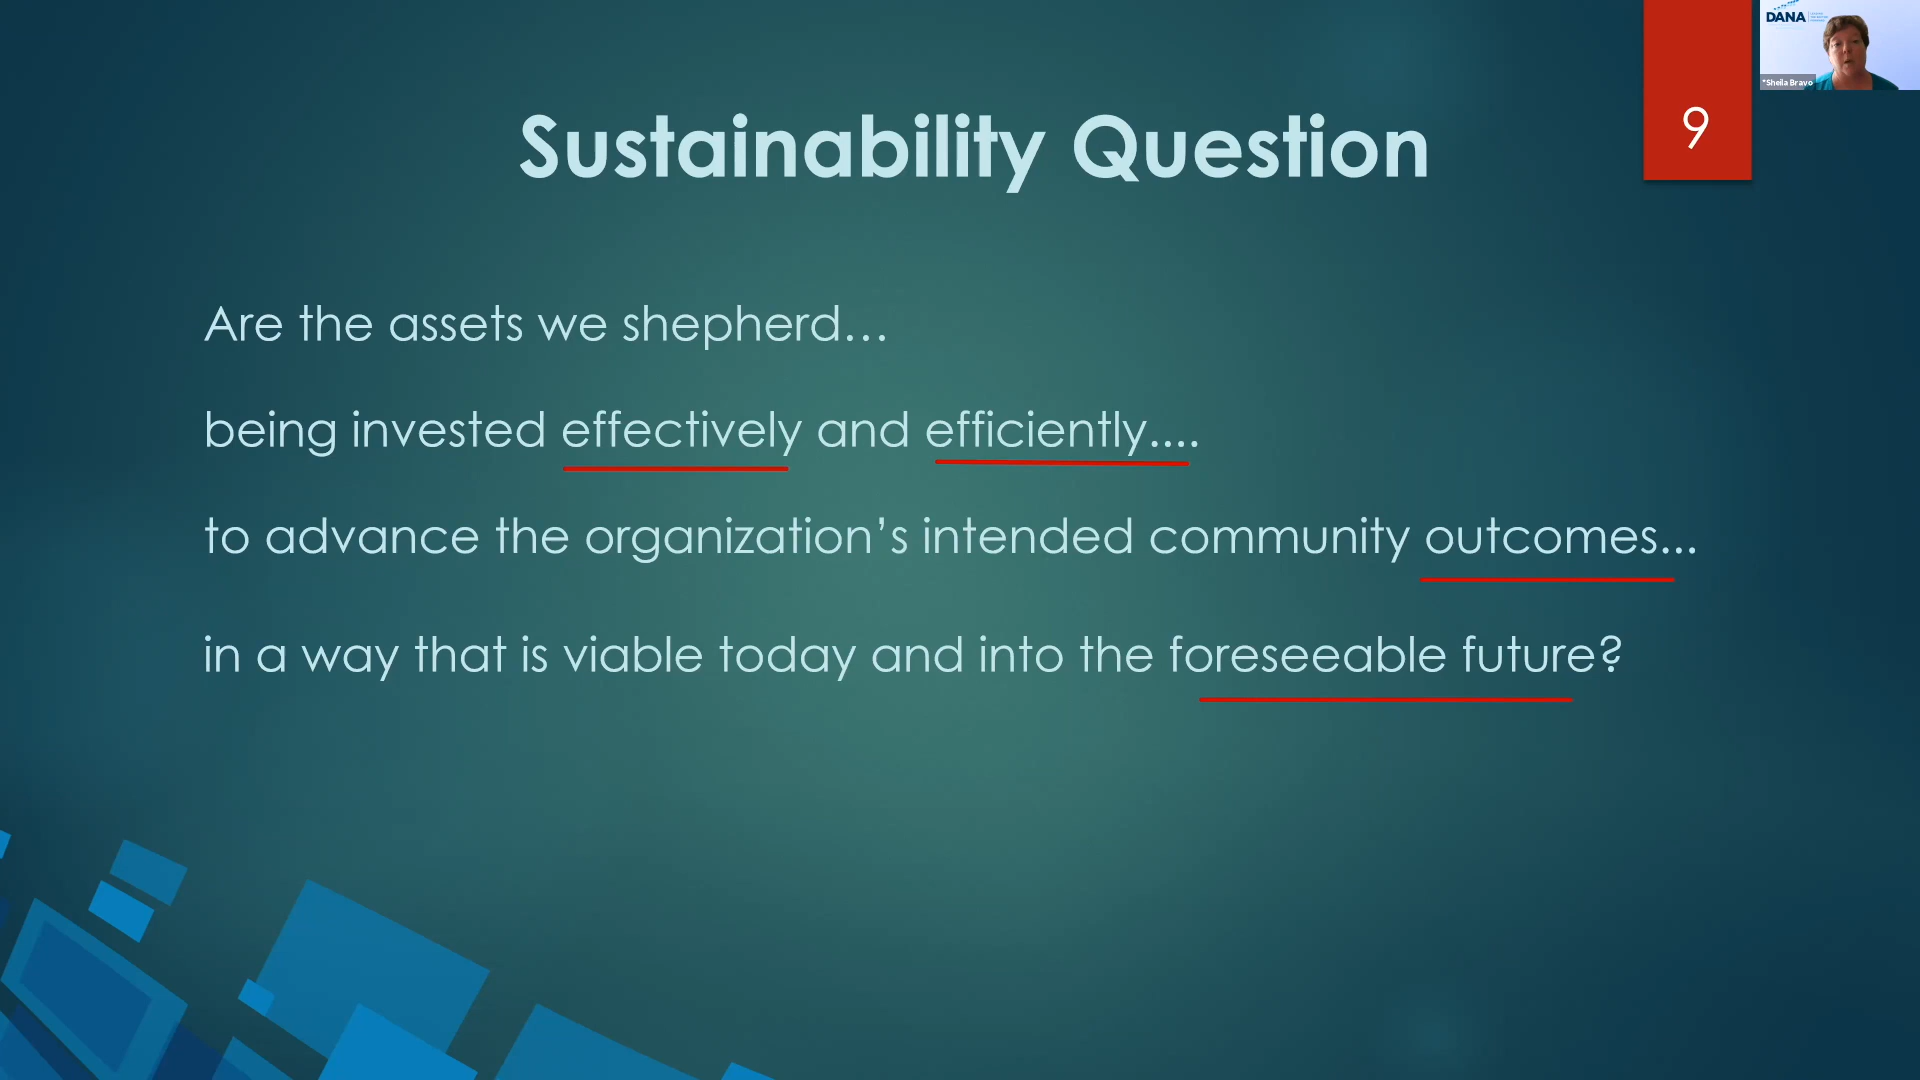 Sustainability Question
9
DANA
*Sheila Bravo
Are the assets we shepherd…
being invested effectively and efficiently....
to advance the organization’s intended community outcomes...
in a way that is viable today and into the foreseeable future?